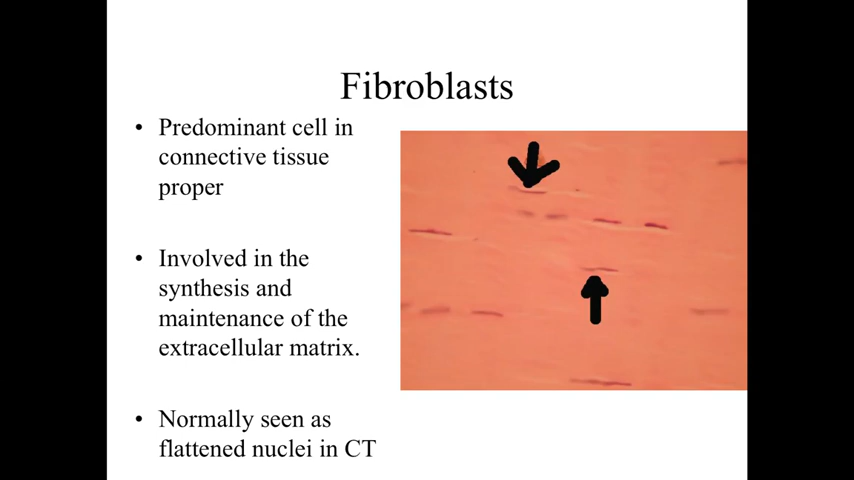 Fibroblasts
• Predominant cell in
connective tissue
proper
• Involved in the
synthesis and
maintenance of the
extracellular matrix.
• Normally seen as
flattened nuclei in CT